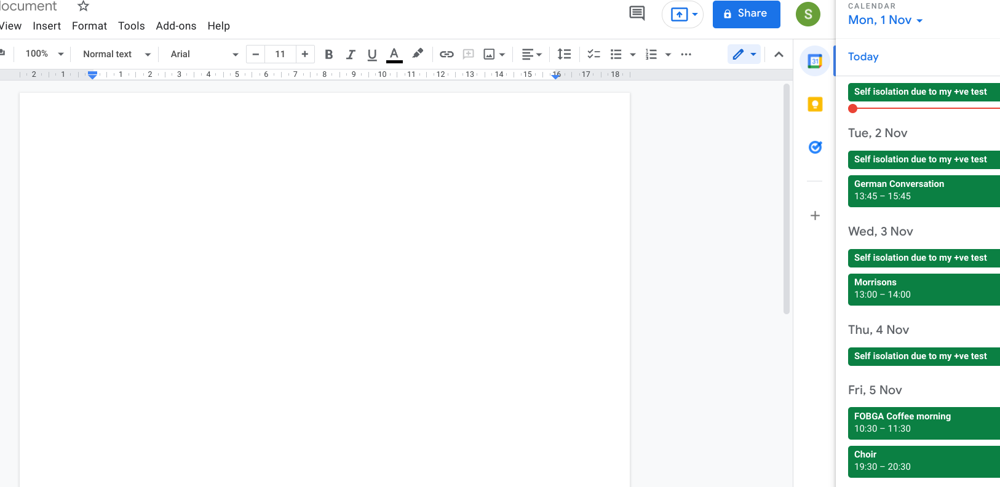 ocument
View Insert Format Tools Add-ons Help
Share
S
100% Normal text Arial − 11 + B I U A
2 1 1 2 3 4 5 6 7 8 9 10 11 12 13 14 15 16 17 18
31
CALENDAR
Mon, 1 Nov
Today
Self isolation due to my +ve test
Tue, 2 Nov
Self isolation due to my +ve test
German Conversation
13:45 – 15:45
Wed, 3 Nov
Self isolation due to my +ve test
Morrisons
13:00 – 14:00
Thu, 4 Nov
Self isolation due to my +ve test
Fri, 5 Nov
FOBGA Coffee morning
10:30 – 11:30
Choir
19:30 – 20:30